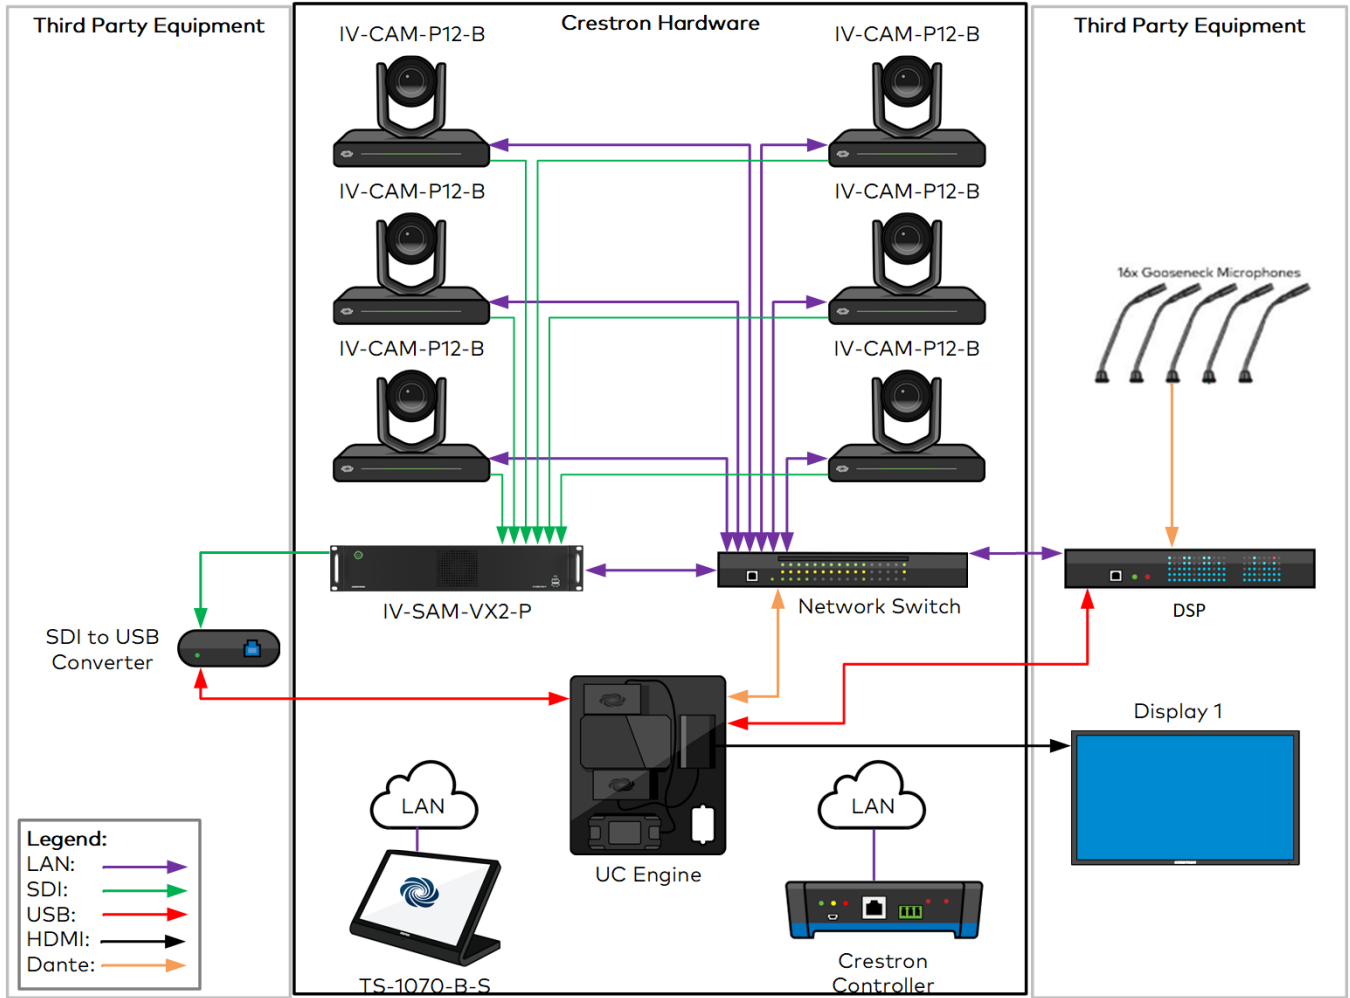 Third Party Equipment
Crestron Hardware
Third Party Equipment
IV-CAM-P12-B
IV-CAM-P12-B
IV-CAM-P12-B
IV-CAM-P12-B
IV-CAM-P12-B
IV-CAM-P12-B
16x Gooseneck Microphones
IV-SAM-VX2-P
Network Switch
DSP
SDI to USB
Converter
Display 1
LAN
LAN
UC Engine
TS-1070-B-S
Crestron
Controller
Legend:
LAN:
SDI:
USB:
HDMI:
Dante: